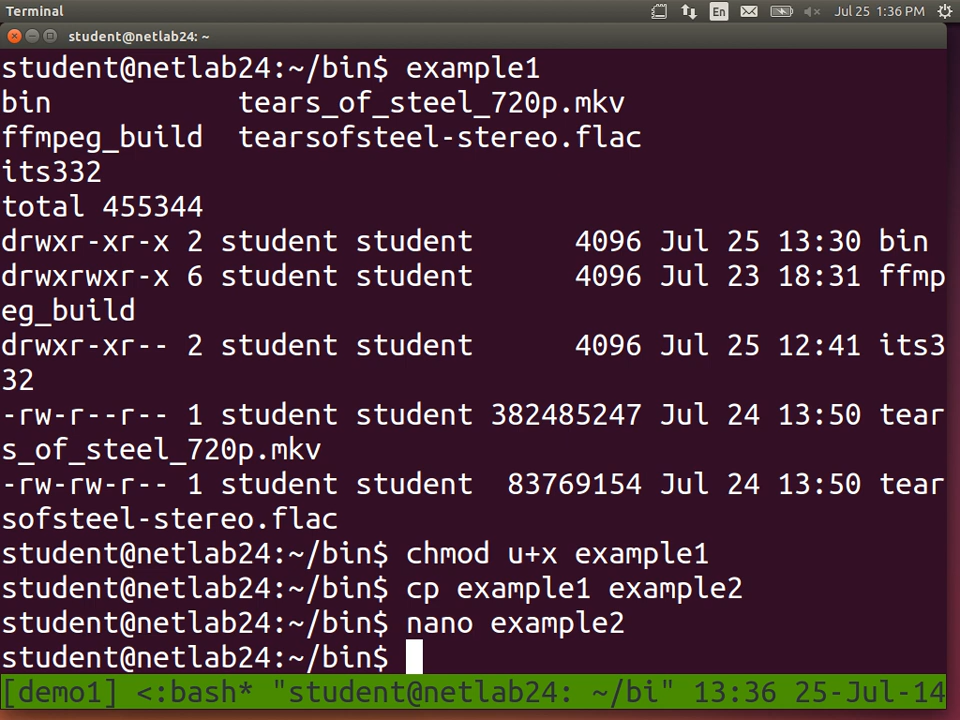 Terminal En Jul 25 1:36 PM
student@netlab24: ~
student@netlab24:~/bin$ example1
bin           tears_of_steel_720p.mkv
ffmpeg_build  tearsofsteel-stereo.flac
its332
total 455344
drwxr-xr-x 2 student student      4096 Jul 25 13:30 bin
drwxrwxr-x 6 student student      4096 Jul 23 18:31 ffmp
eg_build
drwxr-xr-- 2 student student      4096 Jul 25 12:41 its3
32
-rw-r--r-- 1 student student 382485247 Jul 24 13:50 tear
s_of_steel_720p.mkv
-rw-rw-r-- 1 student student  83769154 Jul 24 13:50 tear
sofsteel-stereo.flac
student@netlab24:~/bin$ chmod u+x example1
student@netlab24:~/bin$ cp example1 example2
student@netlab24:~/bin$ nano example2
student@netlab24:~/bin$
[demo1] <:bash* "student@netlab24: ~/bi" 13:36 25-Jul-14